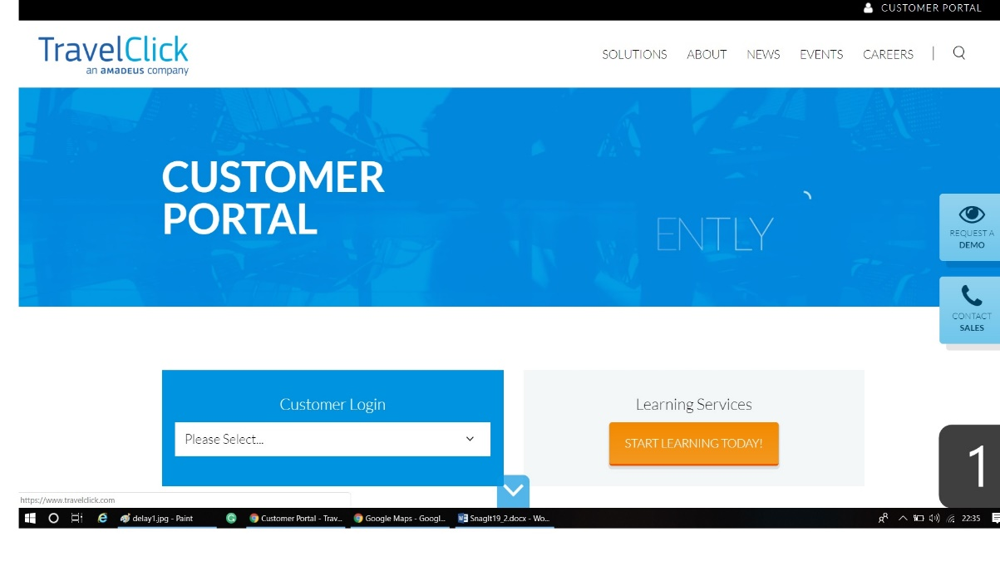 CUSTOMER PORTAL
TravelClick
an amadeus company
SOLUTIONS ABOUT NEWS EVENTS CAREERS
CUSTOMER
PORTAL
ENTLY
REQUEST A
DEMO
CONTACT
SALES
Customer Login
Please Select...
Learning Services
START LEARNING TODAY!
1
https://www.travelclick.com
delay1.jpg - Paint
Customer Portal - Trav...
Google Maps - Googl...
SnagIt19_2.docx - Wo...
22:35